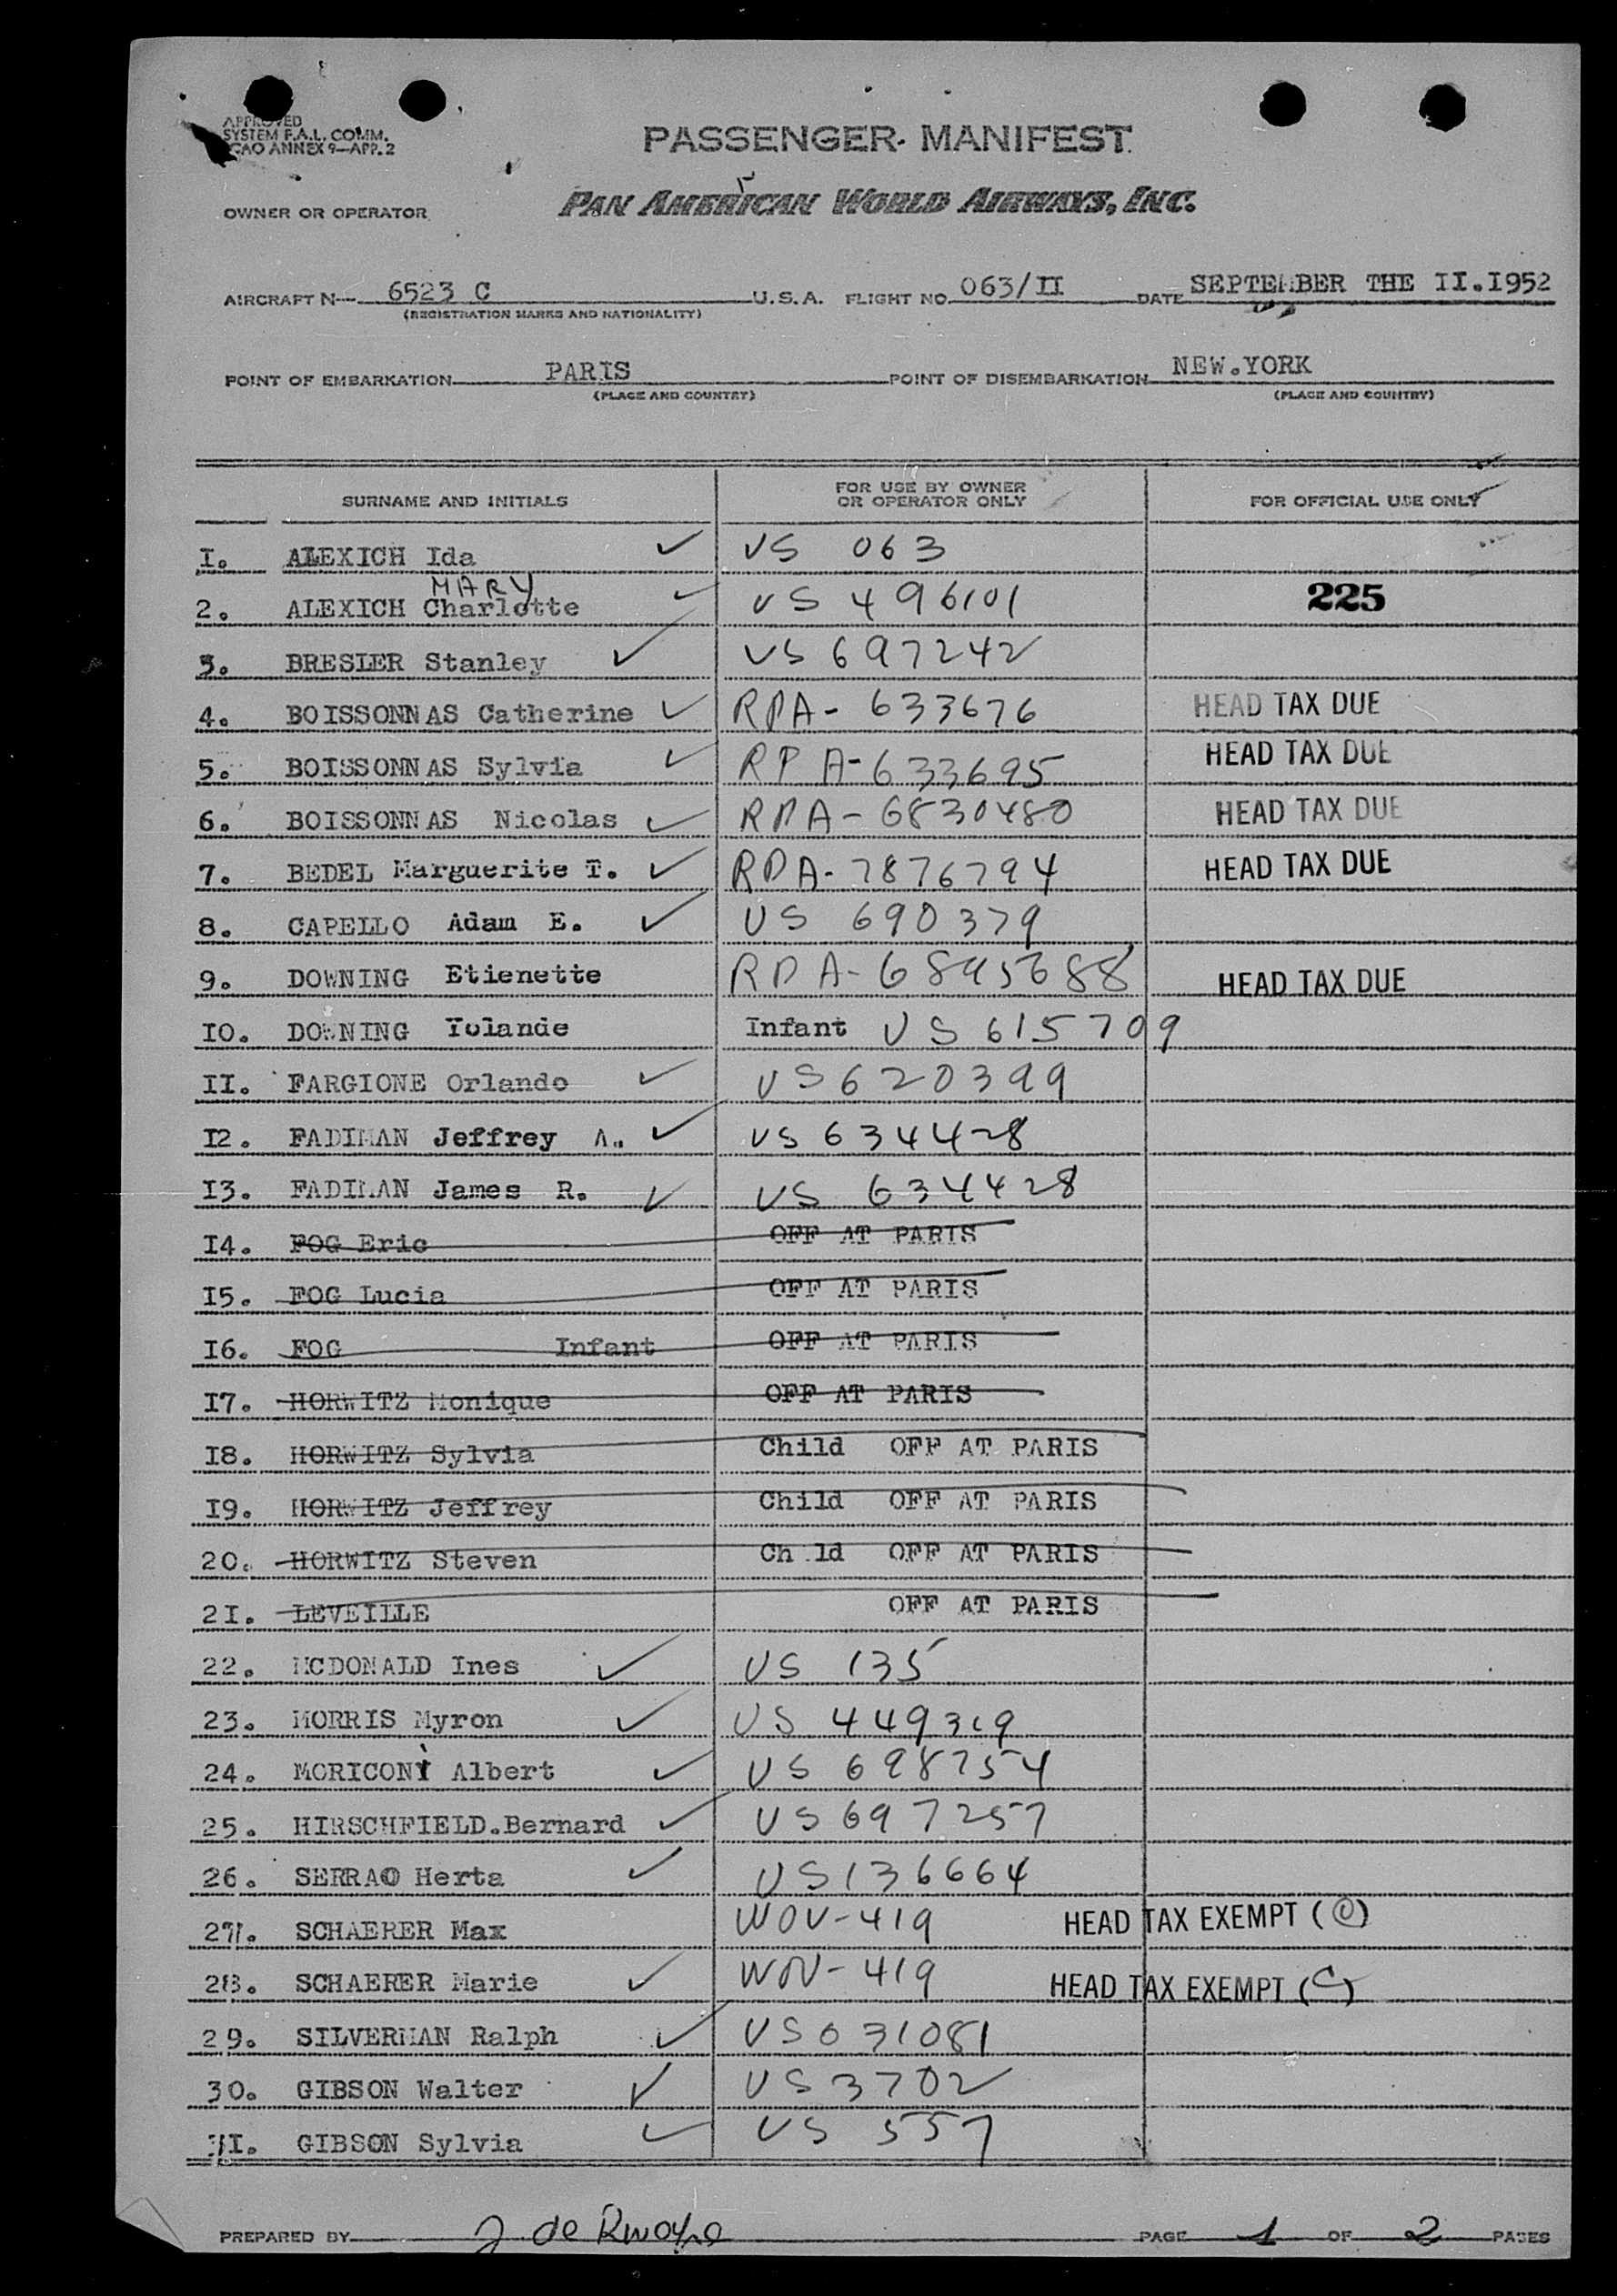 APPROVED
SYSTEM F.A.L. COMM.
ICAO ANNEX 9—APP. 2
PASSENGER MANIFEST
OWNER OR OPERATOR PAN AMERICAN WORLD AIRWAYS, INC.
AIRCRAFT N— 6523 C U.S.A. FLIGHT NO. 063/II DATE SEPTEMBER THE II.I952
(REGISTRATION MARKS AND NATIONALITY)
POINT OF EMBARKATION PARIS POINT OF DISEMBARKATION NEW.YORK
(PLACE AND COUNTRY) (PLACE AND COUNTRY)
SURNAME AND INITIALS FOR USE BY OWNER OR OPERATOR ONLY FOR OFFICIAL USE ONLY
I. ALEXICH Ida ✓ US 063
MARY
2. ALEXICH Charlotte ✓ US 496101 225
3. BRESLER Stanley ✓ US 697242
4. BOISSONNAS Catherine ✓ RPA- 633676 HEAD TAX DUE
5. BOISSONNAS Sylvia ✓ RPA-633695 HEAD TAX DUE
6. BOISSONNAS Nicolas ✓ RPA- 6830480 HEAD TAX DUE
7. BEDEL Marguerite T. ✓ RPA- 7876794 HEAD TAX DUE
8. CAPELLO Adam E. ✓ US 690379
9. DOWNING Etienette RPA- 6895688 HEAD TAX DUE
I0. DOWNING Yolande Infant US 615709
II. FARGIONE Orlando ✓ US 620399
I2. FADIMAN Jeffrey A. ✓ US 634428
I3. FADIMAN James R. ✓ US 634428
I4. FOG Eric OFF AT PARIS
I5. FOG Lucia OFF AT PARIS
I6. FOG Infant OFF AT PARIS
I7. HORWITZ Monique OFF AT PARIS
I8. HORWITZ Sylvia Child OFF AT PARIS
I9. HORWITZ Jeffrey Child OFF AT PARIS
20. HORWITZ Steven Ch ld OFF AT PARIS
2I. LEVEILLE OFF AT PARIS
22. MCDONALD Ines ✓ US 135
23. MORRIS Myron ✓ US 449319
24. MORICONI Albert ✓ US 698754
25. HIRSCHFIELD.Bernard ✓ US 697257
26. SERRAO Herta ✓ US 136664
27. SCHAERER Max WOV-419 HEAD TAX EXEMPT (C)
28. SCHAERER Marie ✓ WOV-419 HEAD TAX EXEMPT (C)
29. SILVERMAN Ralph ✓ US 031081
30. GIBSON Walter ✓ US 3702
3I. GIBSON Sylvia ✓ US 557
PREPARED BY J de PAGE 1 OF 2 PAGES